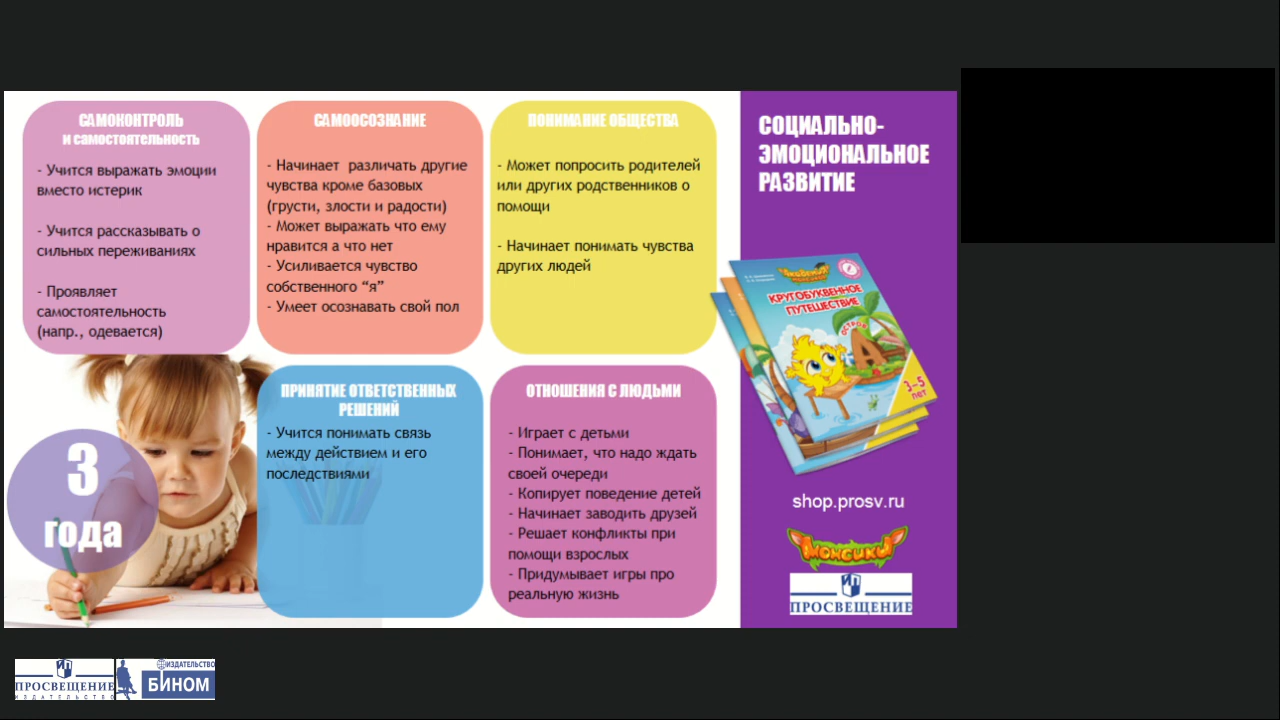 САМОКОНТРОЛЬ
и самостоятельность
- Учится выражать эмоции
вместо истерик
- Учится рассказывать о
сильных переживаниях
- Проявляет
самостоятельность
(напр., одевается)
САМООСОЗНАНИЕ
- Начинает различать другие
чувства кроме базовых
(грусти, злости и радости)
- Может выражать что ему
нравится а что нет
- Усиливается чувство
собственного “я”
- Умеет осознавать свой пол
ПОНИМАНИЕ ОБЩЕСТВА
- Может попросить родителей
или других родственников о
помощи
- Начинает понимать чувства
других людей
3
года
ПРИНЯТИЕ ОТВЕТСТВЕННЫХ
РЕШЕНИЙ
- Учится понимать связь
между действием и его
последствиями
ОТНОШЕНИЯ С ЛЮДЬМИ
- Играет с детьми
- Понимает, что надо ждать
своей очереди
- Копирует поведение детей
- Начинает заводить друзей
- Решает конфликты при
помощи взрослых
- Придумывает игры про
реальную жизнь
СОЦИАЛЬНО-
ЭМОЦИОНАЛЬНОЕ
РАЗВИТИЕ
КРУГОБУКВЕННОЕ
ПУТЕШЕСТВИЕ
ОСТРОВ
А
3-5
лет
shop.prosv.ru
МОНСИКИ
ПРОСВЕЩЕНИЕ
ПРОСВЕЩЕНИЕ
ИЗДАТЕЛЬСТВО
ИЗДАТЕЛЬСТВО
БИНОМ